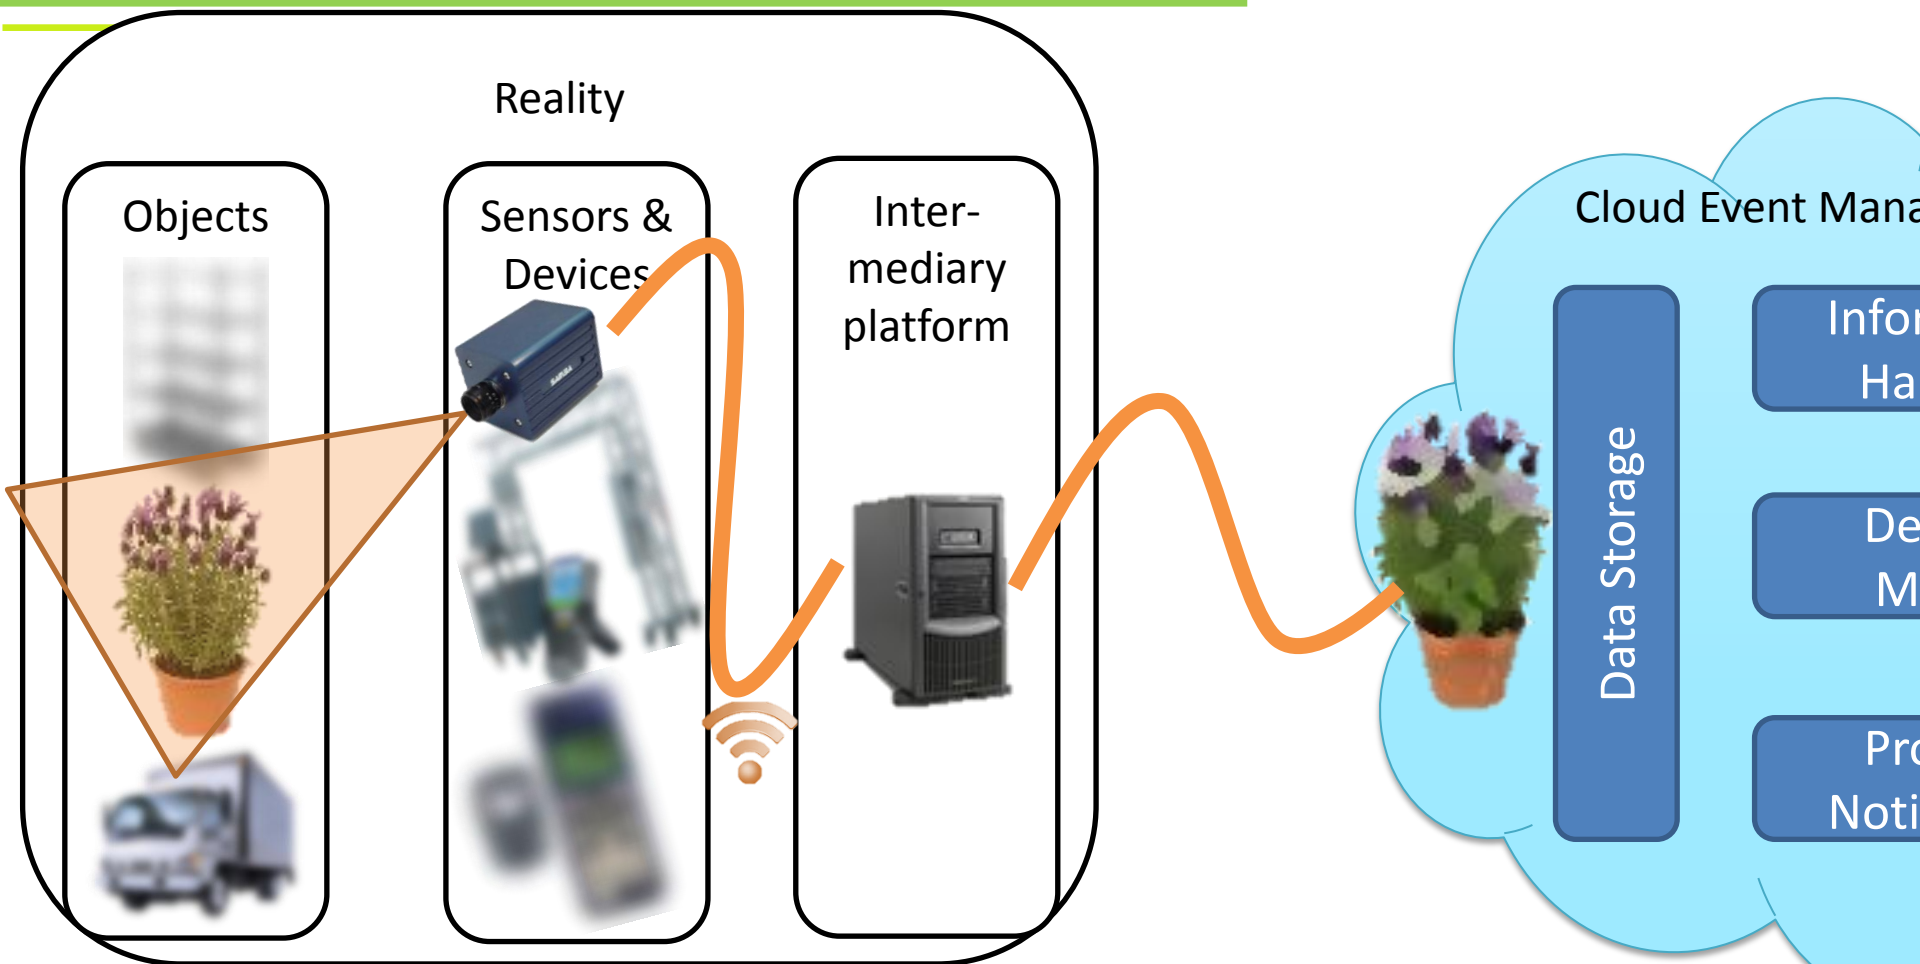 Reality
Objects
Sensors &
Devices
Inter-
mediary
platform
Cloud Event Mana
Data Storage
Infor
Ha
De
M
Pro
Noti